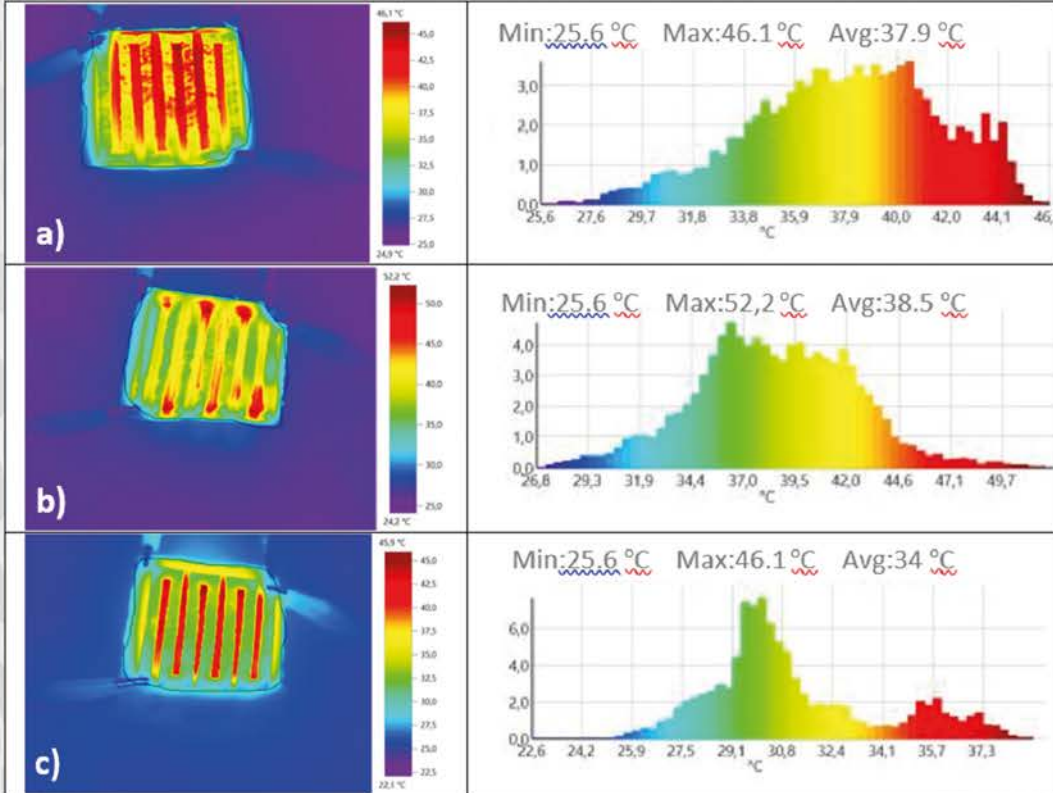 46,1 °C
45,0
42,5
40,0
37,5
35,0
32,5
30,0
27,5
25,0
24,9 °C
a)
Min:25.6 °C Max:46.1 °C Avg:37.9 °C
3,0
2,0
1,0
0,0
25,6 27,6 29,7 31,8 33,8 35,9 37,9 40,0 42,0 44,1 46,
°C
52,2 °C
50,0
45,0
40,0
35,0
30,0
25,0
24,2 °C
b)
Min:25.6 °C Max:52,2 °C Avg:38.5 °C
4,0
3,0
2,0
1,0
0,0
26,8 29,3 31,9 34,4 37,0 39,5 42,0 44,6 47,1 49,7
°C
45,9 °C
45,0
42,5
40,0
37,5
35,0
32,5
30,0
27,5
25,0
22,5
22,1 °C
c)
Min:25.6 °C Max:46.1 °C Avg:34 °C
6,0
4,0
2,0
0,0
22,6 24,2 25,9 27,5 29,1 30,8 32,4 34,1 35,7 37,3
°C